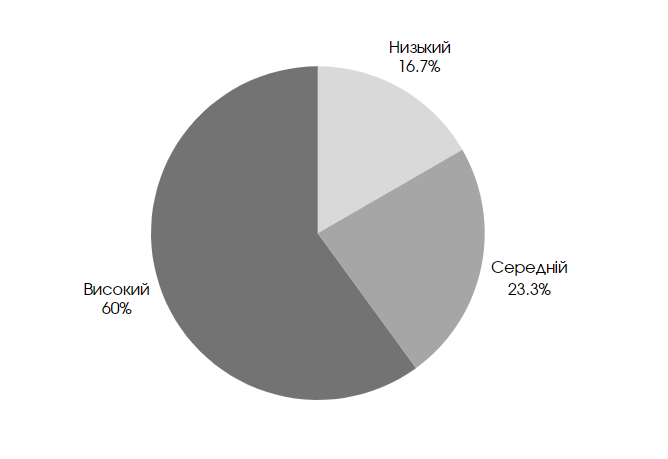 Низький
16.7%
Середній
23.3%
Високий
60%